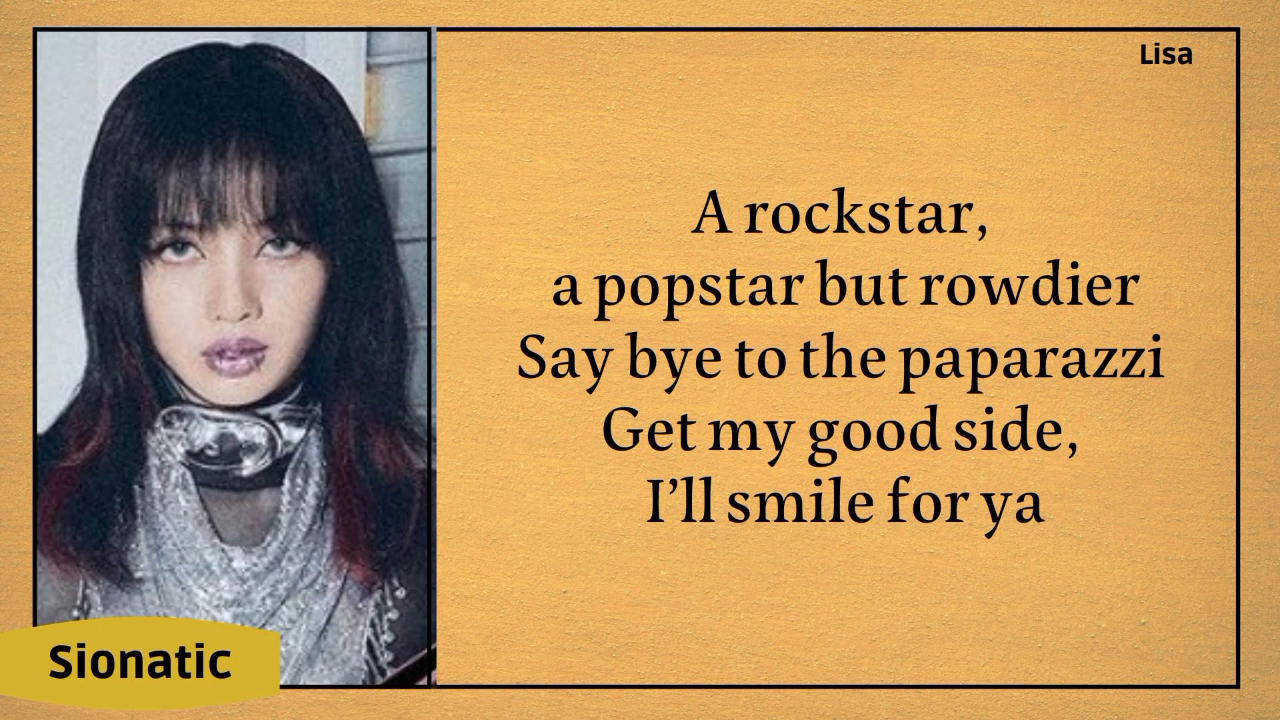 Lisa
A rockstar,
a popstar but rowdier
Say bye to the paparazzi
Get my good side,
I’ll smile for ya
Sionatic